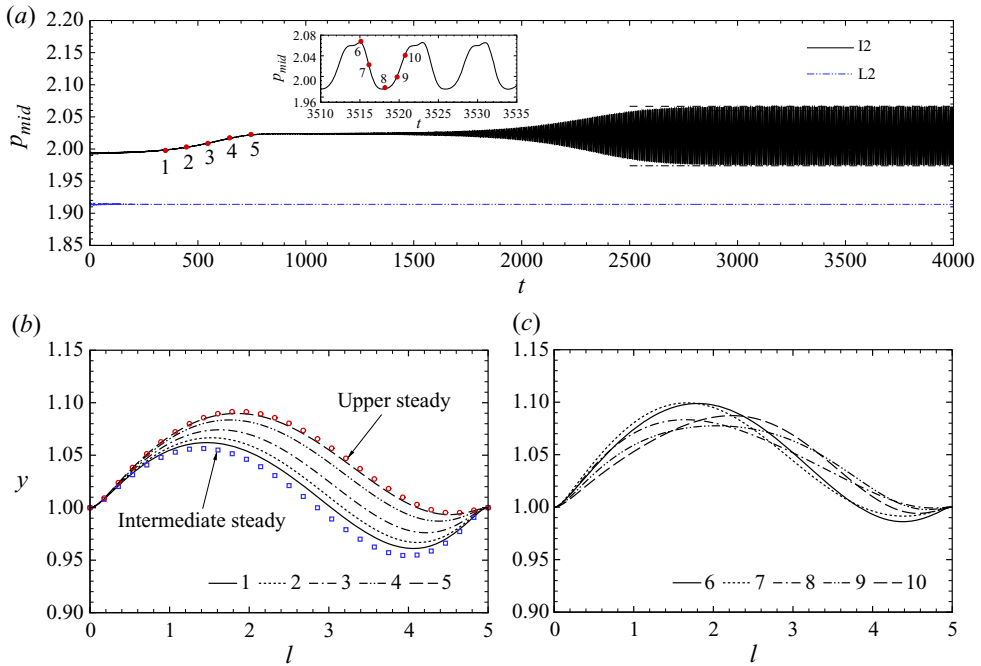 (a)
2.20
2.15
2.10
2.05
2.00
1.95
1.90
1.85
p_mid
0 500 1000 1500 2000 2500 3000 3500 4000
t
1 2 3 4 5
2.08
2.04
2.00
1.96
p_mid
3510 3515 3520 3525 3530 3535
t
6 7 8 9 10
I2
L2
(b)
1.15
1.10
1.05
1.00
0.95
0.90
y
Upper steady
Intermediate steady
1 2 3 4 5
0 1 2 3 4 5
l
(c)
1.15
1.10
1.05
1.00
0.95
0.90
6 7 8 9 10
0 1 2 3 4 5
l